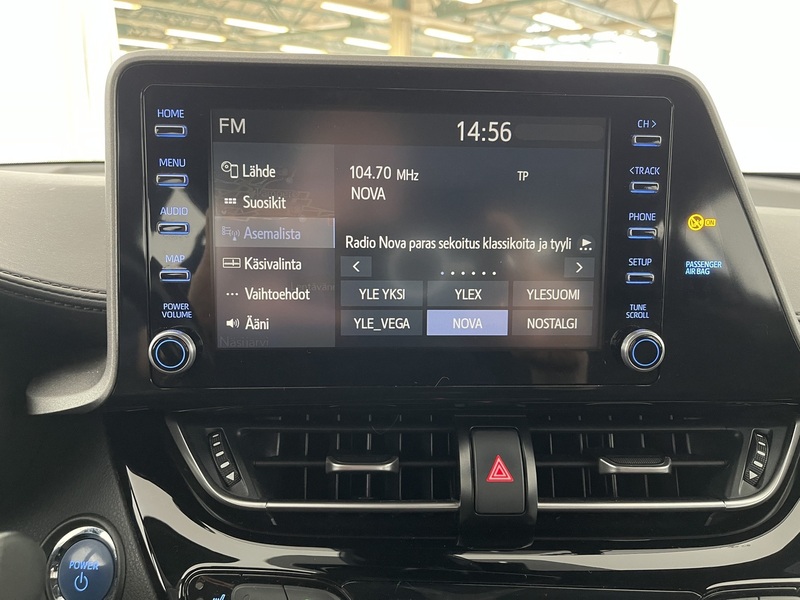 HOME
MENU
AUDIO
MAP
POWER
VOLUME
FM
14:56
Lähde
Suosikit
Asemalista
Käsivalinta
Vaihtoehdot
Ääni
104.70 MHz
TP
NOVA
Radio Nova paras sekoitus klassikoita ja tyyli
< >
YLE YKSI YLEX YLESUOMI
YLE_VEGA NOVA NOSTALGI
CH >
< TRACK
PHONE
SETUP
TUNE
SCROLL
ON
PASSENGER
AIR BAG
POWER